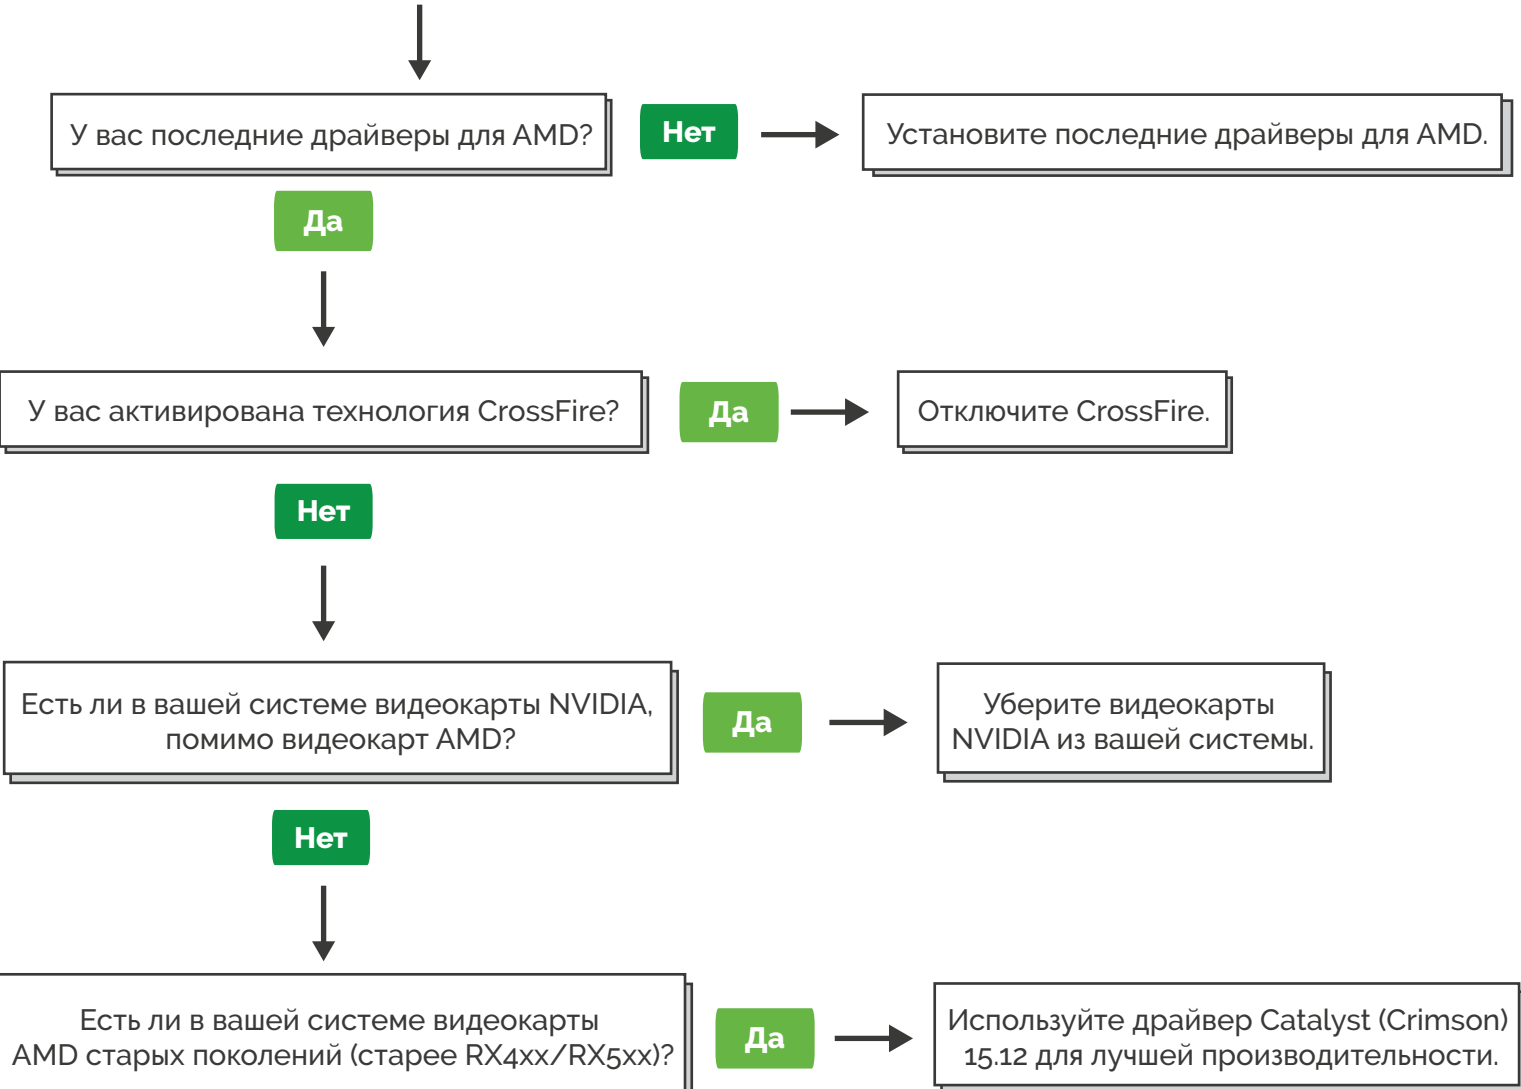 У вас последние драйверы для AMD?
Нет
Установите последние драйверы для AMD.
Да
У вас активирована технология CrossFire?
Да
Отключите CrossFire.
Нет
Есть ли в вашей системе видеокарты NVIDIA,
помимо видеокарт AMD?
Да
Уберите видеокарты
NVIDIA из вашей системы.
Нет
Есть ли в вашей системе видеокарты
AMD старых поколений (старее RX4xx/RX5xx)?
Да
Используйте драйвер Catalyst (Crimson)
15.12 для лучшей производительности.